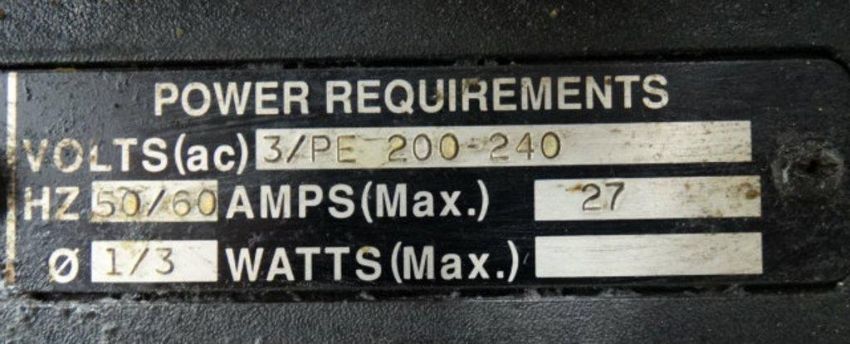 POWER REQUIREMENTS
VOLTS(ac) 3/PE 200-240
HZ 50/60 AMPS(Max.) 27
Ø 1/3 WATTS(Max.)